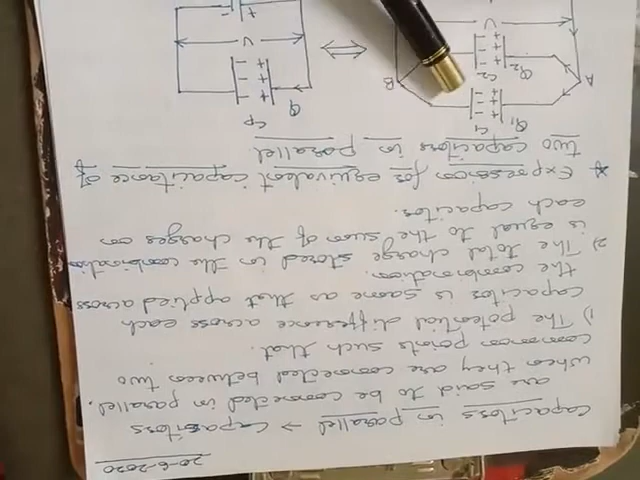 20-6-2020
Capacitors in parallel → Capacitors
are said to be connected in parallel,
when they are connected between two
common points such that.
1) The potential difference across each
capacitor is same as that applied across
the combination.
2) The total charge stored in the combination
is equal to the sum of the charges on
each capacitor.
* Expression for equivalent capacitance of
two capacitors in parallel.
C1 Q1
B A
C2 Q2
V
Cp Q
V